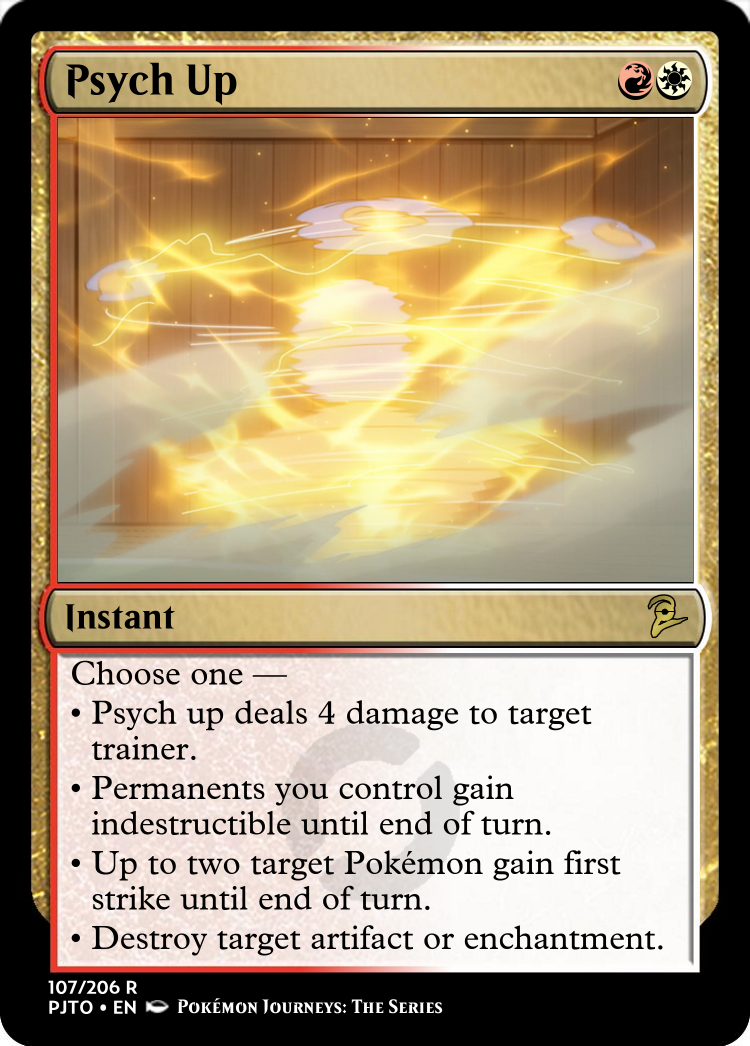 Psych Up
Instant
Choose one —
• Psych up deals 4 damage to target
trainer.
• Permanents you control gain
indestructible until end of turn.
• Up to two target Pokémon gain first
strike until end of turn.
• Destroy target artifact or enchantment.
107/206 R
PJTO • EN Pokémon Journeys: The Series